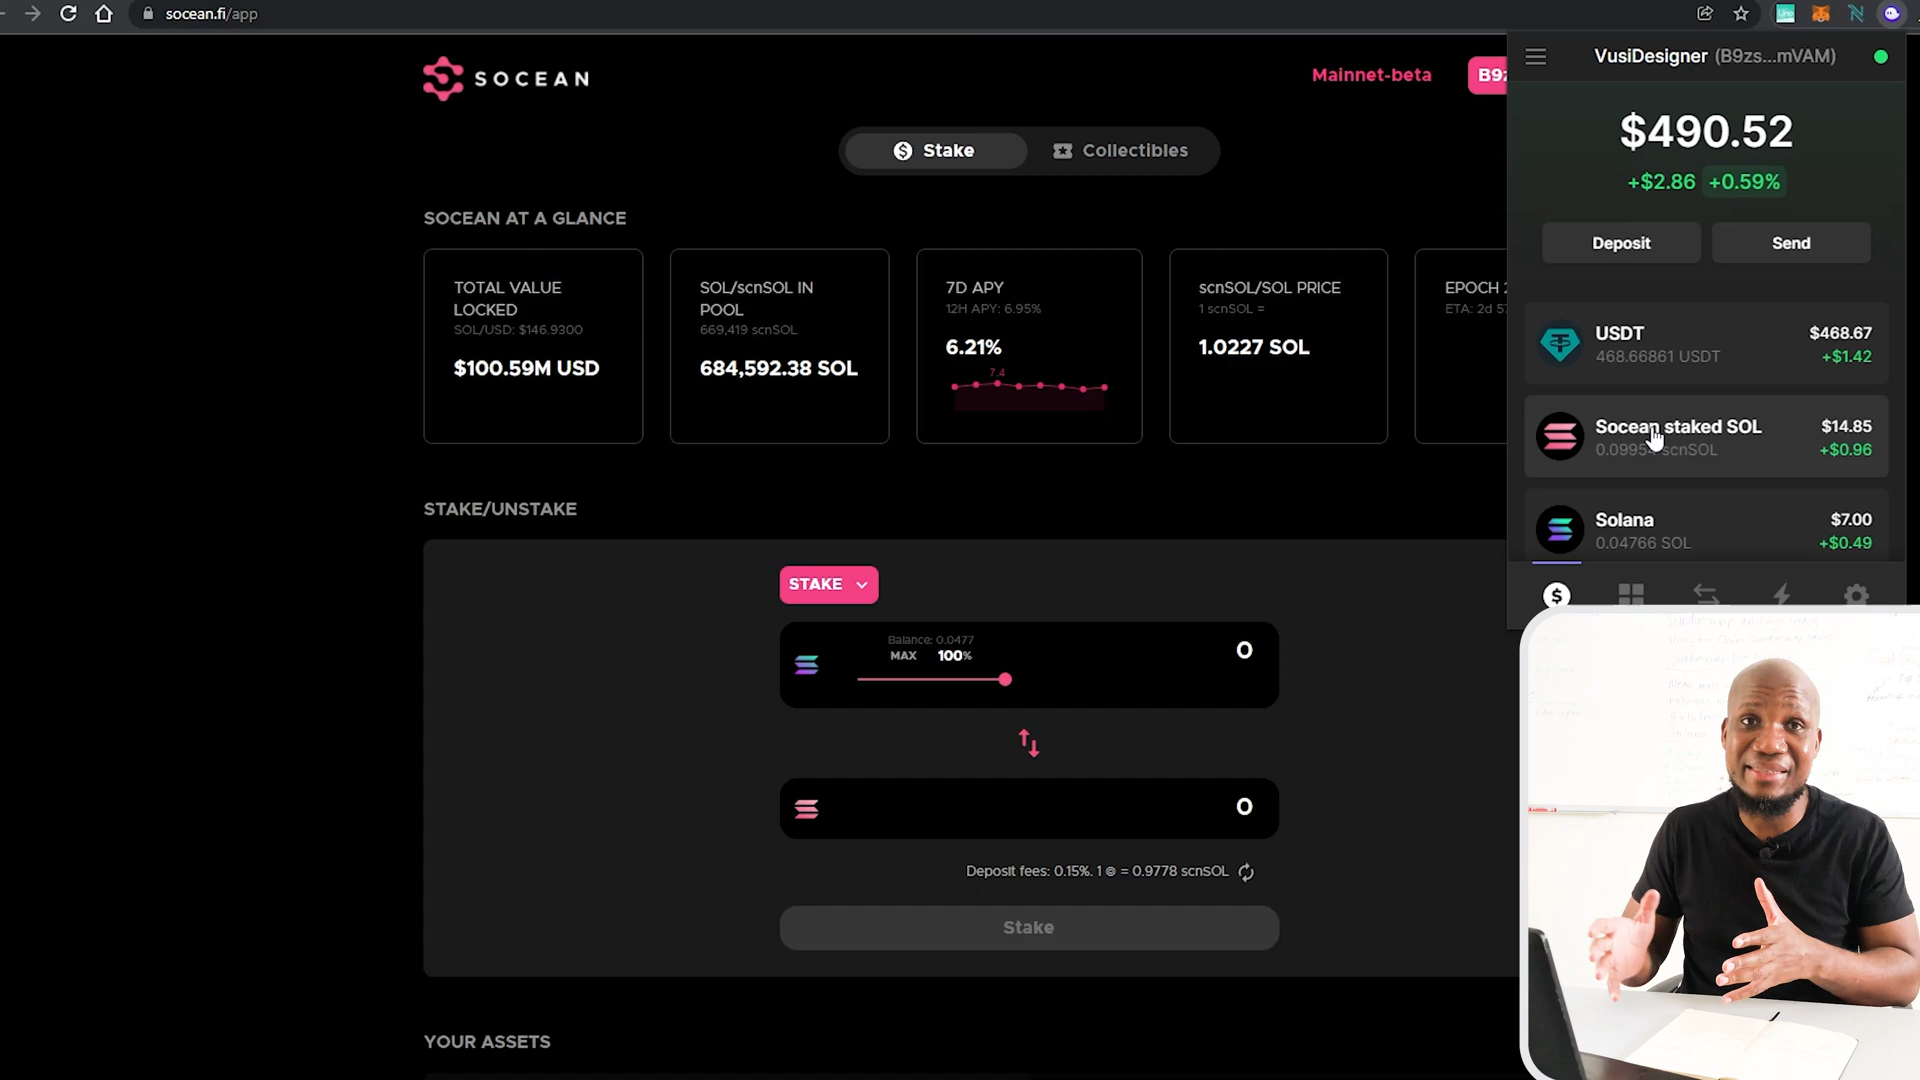 socean.fi/app
SOCEAN
Mainnet-beta
B9z
Stake
Collectibles
SOCEAN AT A GLANCE
TOTAL VALUE
LOCKED
SOL/USD: $146.9300
$100.59M USD
SOL/scnSOL IN
POOL
669,419 scnSOL
684,592.38 SOL
7D APY
12H APY: 6.95%
6.21%
7.4
scnSOL/SOL PRICE
1 scnSOL =
1.0227 SOL
EPOCH
ETA: 2d
STAKE/UNSTAKE
STAKE
Balance: 0.0477
MAX 100%
0
0
Deposit fees: 0.15%. 1 ◎ = 0.9778 scnSOL
Stake
YOUR ASSETS
VusiDesigner (B9zs...mVAM)
$490.52
+$2.86 +0.59%
Deposit
Send
USDT
$468.67
468.66861 USDT
+$1.42
Socean staked SOL
$14.85
scnSOL
+$0.96
Solana
$7.00
0.04766 SOL
+$0.49